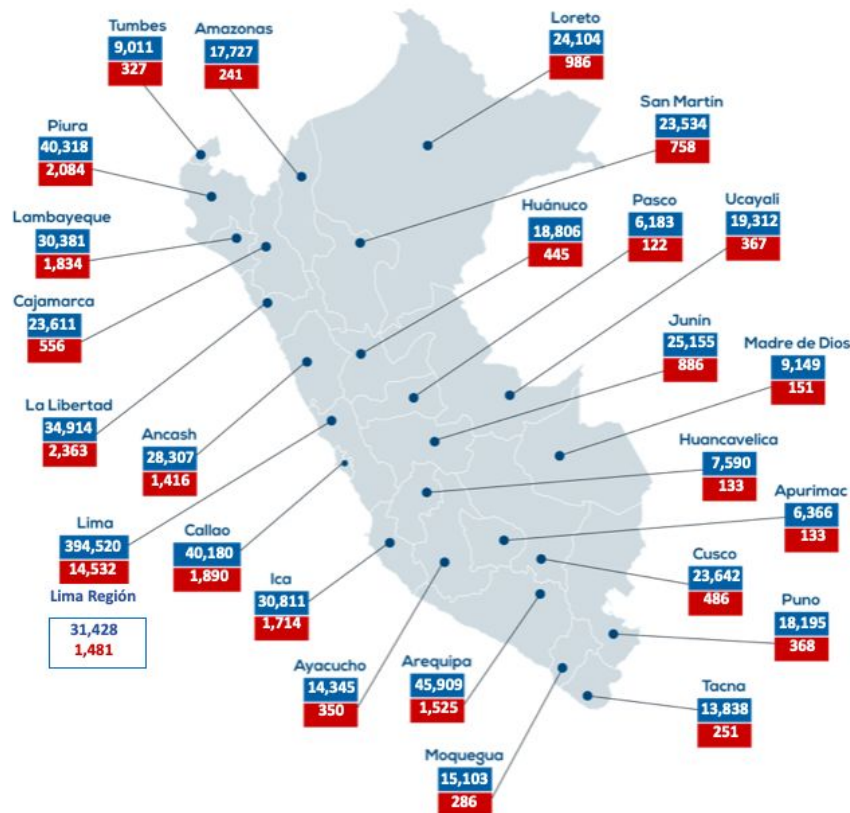 Tumbes
9,011
327
Amazonas
17,727
241
Loreto
24,104
986
San Martín
23,534
758
Piura
40,318
2,084
Lambayeque
30,381
1,834
Huánuco
18,806
445
Pasco
6,183
122
Ucayali
19,312
367
Cajamarca
23,611
556
Junín
25,155
886
Madre de Dios
9,149
151
La Libertad
34,914
2,363
Ancash
28,307
1,416
Huancavelica
7,590
133
Apurimac
6,366
133
Lima
394,520
14,532
Lima Región
31,428
1,481
Callao
40,180
1,890
Ica
30,811
1,714
Cusco
23,642
486
Puno
18,195
368
Ayacucho
14,345
350
Arequipa
45,909
1,525
Tacna
13,838
251
Moquegua
15,103
286